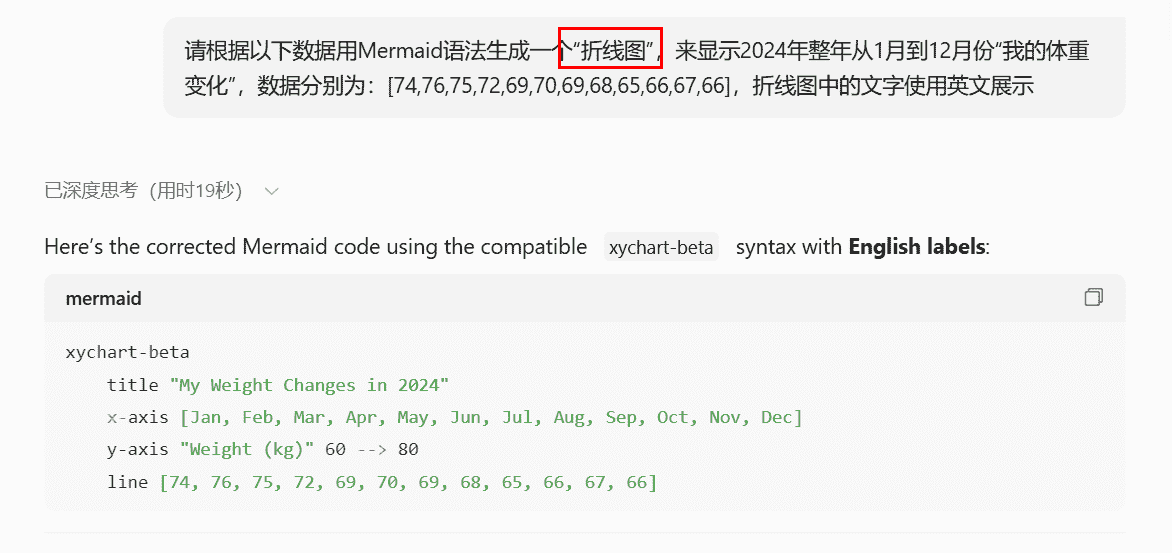 请根据以下数据用Mermaid语法生成一个“折线图”，来显示2024年整年从1月到12月份“我的体重
变化”，数据分别为：[74,76,75,72,69,70,69,68,65,66,67,66]，折线图中的文字使用英文展示
已深度思考（用时19秒）
Here’s the corrected Mermaid code using the compatible xychart-beta syntax with English labels:
mermaid
xychart-beta
title "My Weight Changes in 2024"
x-axis [Jan, Feb, Mar, Apr, May, Jun, Jul, Aug, Sep, Oct, Nov, Dec]
y-axis "Weight (kg)" 60 --> 80
line [74, 76, 75, 72, 69, 70, 69, 68, 65, 66, 67, 66]